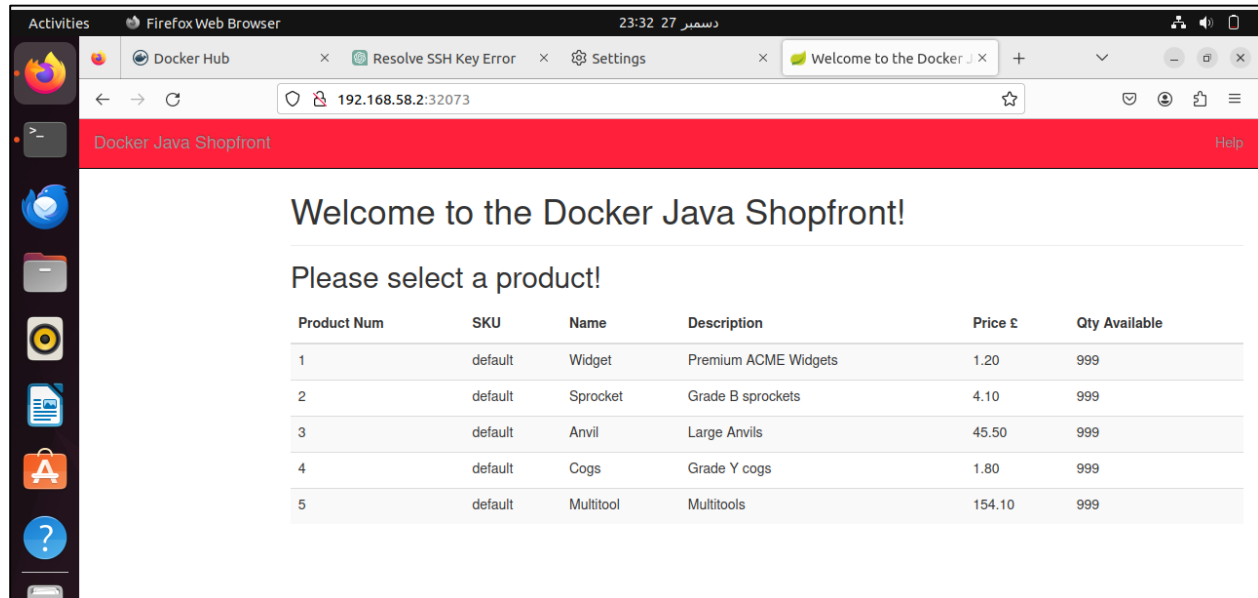 Activities Firefox Web Browser 23:32 27 دسمبر
Docker Hub Resolve SSH Key Error Settings Welcome to the Docker J
192.168.58.2:32073
Docker Java Shopfront Help
Welcome to the Docker Java Shopfront!
Please select a product!
Product Num SKU Name Description Price £ Qty Available
1 default Widget Premium ACME Widgets 1.20 999
2 default Sprocket Grade B sprockets 4.10 999
3 default Anvil Large Anvils 45.50 999
4 default Cogs Grade Y cogs 1.80 999
5 default Multitool Multitools 154.10 999